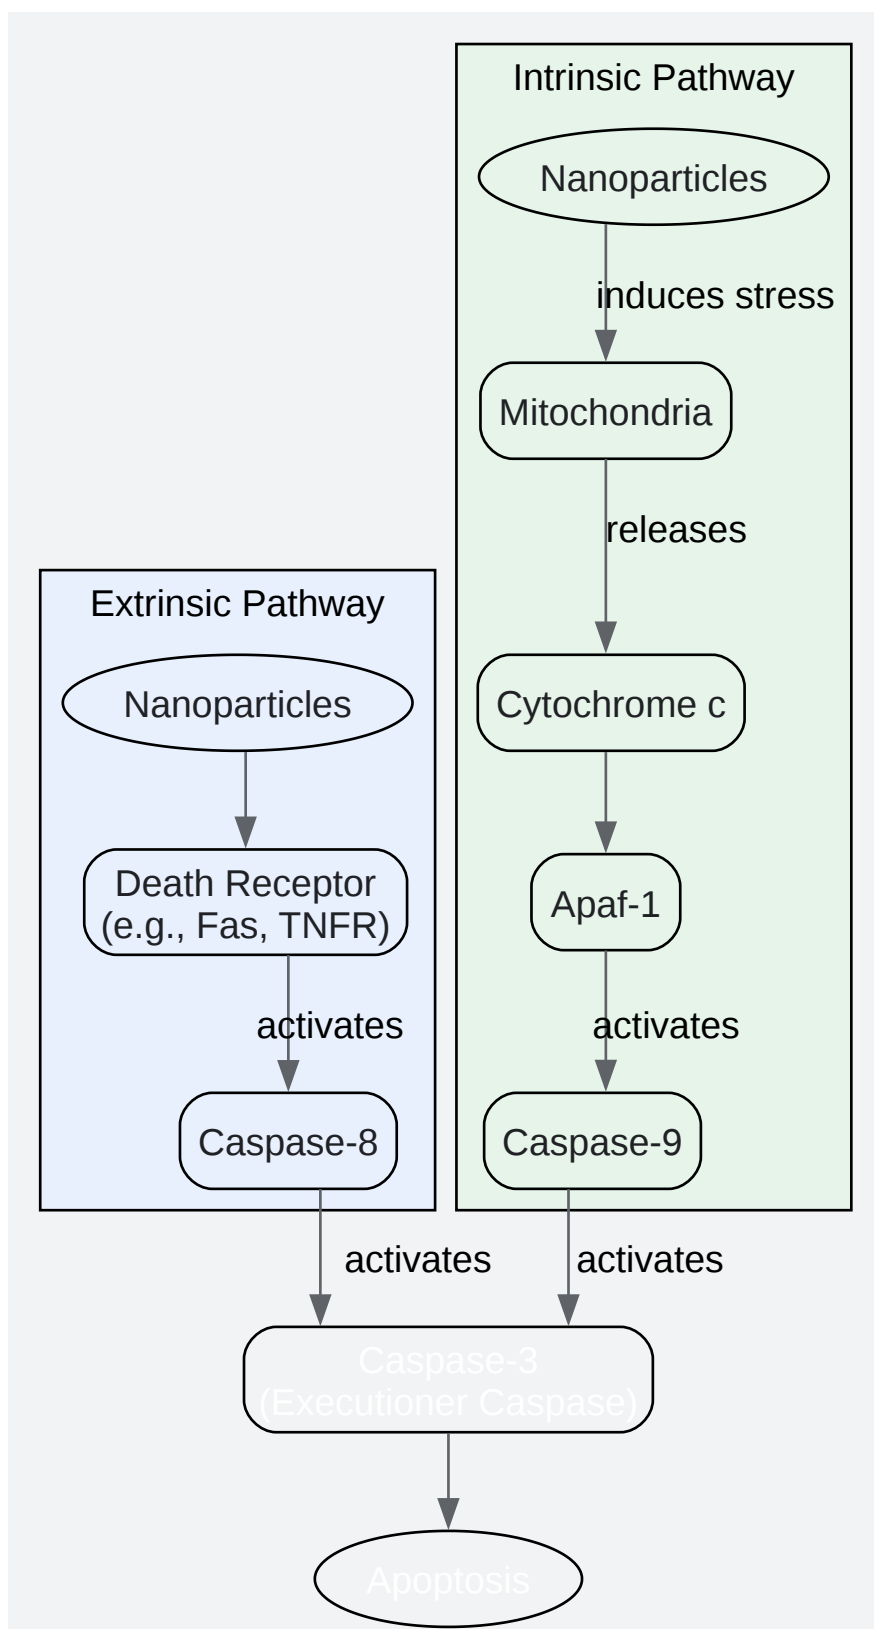 Intrinsic Pathway
Nanoparticles
induces stress
Mitochondria
releases
Extrinsic Pathway
Nanoparticles
Cytochrome c
Death Receptor
(e.g., Fas, TNFR)
Apaf-1
activates
activates
Caspase-8
Caspase-9
activates
activates
Caspase-3
(Executioner Caspase)
Apoptosis